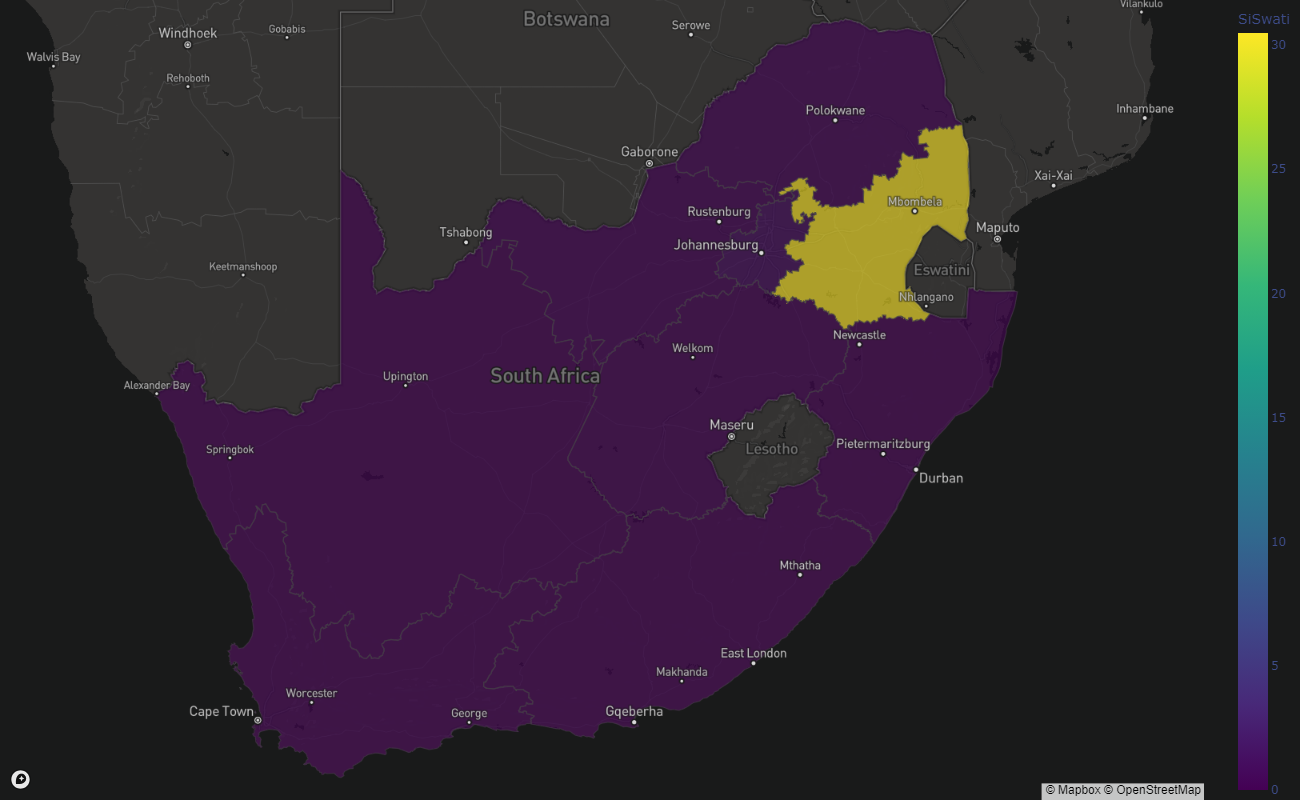 Vilankulo
SiSwati
Botswana
Serowe
Windhoek
Gobabis
30
Walvis Bay
Rehoboth
Polokwane
Inhambane
Gaborone
25
Xai-Xai
Mbombela
Rustenburg
Tshabong
Maputo
Johannesburg
Keetmanshoop
Eswatini
20
Nhlangano
Newcastle
Welkom
South Africa
Upington
Alexander Bay
15
Maseru
Pietermaritzburg
Springbok
Lesotho
Durban
10
Mthatha
East London
5
Makhanda
Worcester
Cape Town
George
Gqeberha
0
© Mapbox © OpenStreetMap